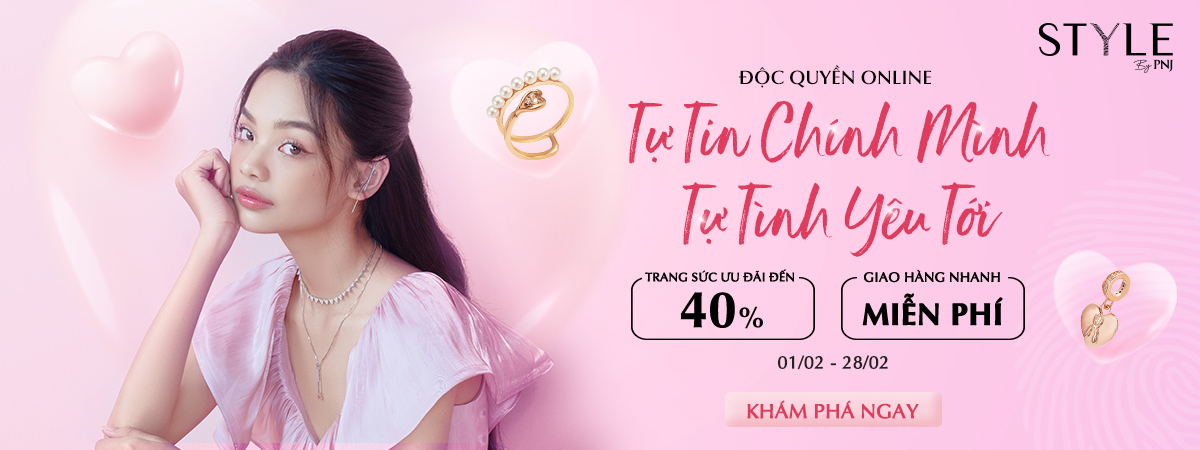 STYLE
By PNJ
ĐỘC QUYỀN ONLINE
Tự Tin Chính Mình
Tự Tình Yêu Tới
TRANG SỨC ƯU ĐÃI ĐẾN
40%
GIAO HÀNG NHANH
MIỄN PHÍ
01/02 - 28/02
KHÁM PHÁ NGAY